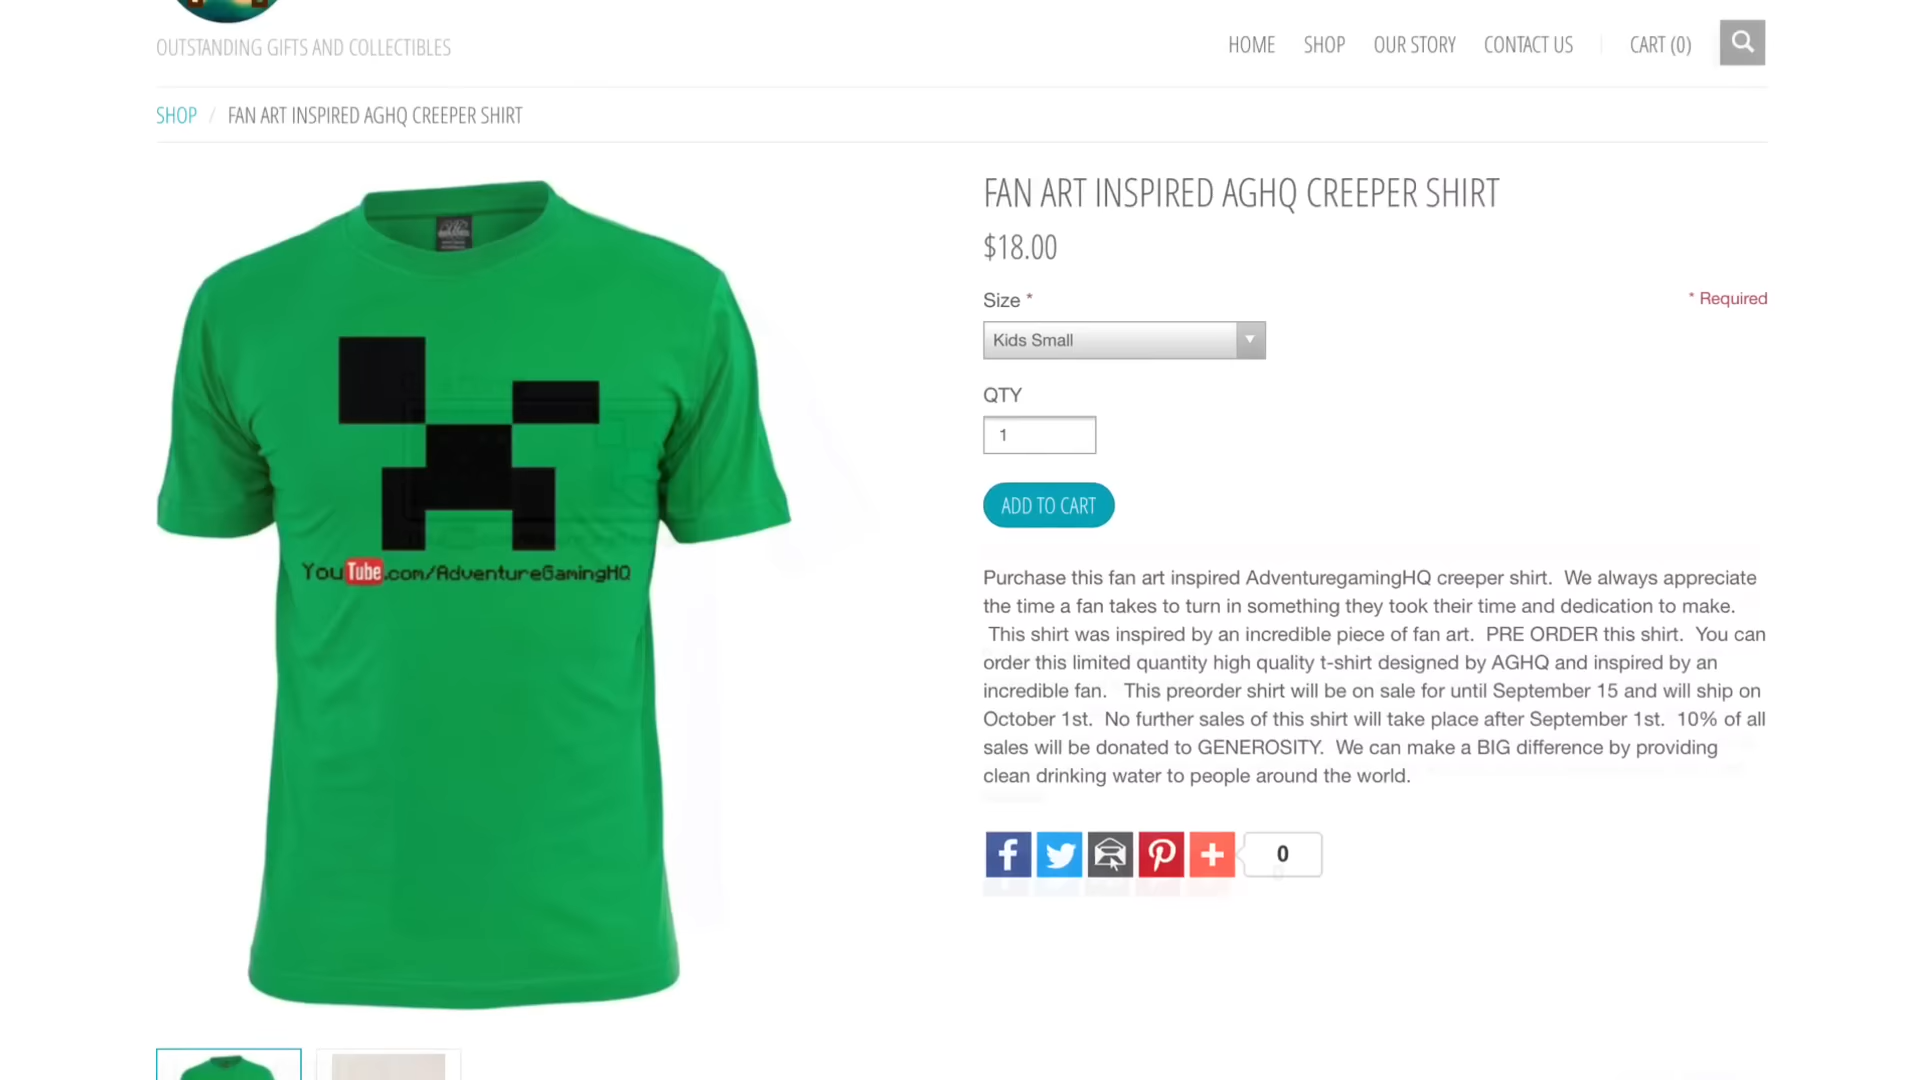 OUTSTANDING GIFTS AND COLLECTIBLES
HOME SHOP OUR STORY CONTACT US CART (0)
SHOP / FAN ART INSPIRED AGHQ CREEPER SHIRT
FAN ART INSPIRED AGHQ CREEPER SHIRT
$18.00
Size *
* Required
Kids Small
QTY
1
ADD TO CART
YouTube.com/AdventureGamingHQ
Purchase this fan art inspired AdventuregamingHQ creeper shirt. We always appreciate
the time a fan takes to turn in something they took their time and dedication to make.
This shirt was inspired by an incredible piece of fan art. PRE ORDER this shirt. You can
order this limited quantity high quality t-shirt designed by AGHQ and inspired by an
incredible fan. This preorder shirt will be on sale for until September 15 and will ship on
October 1st. No further sales of this shirt will take place after September 1st. 10% of all
sales will be donated to GENEROSITY. We can make a BIG difference by providing
clean drinking water to people around the world.
0